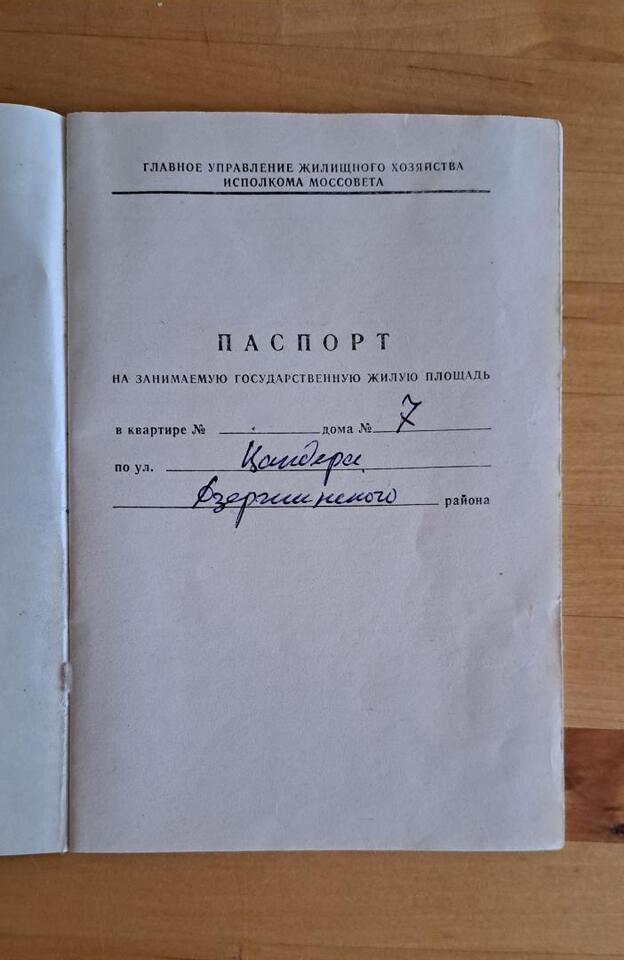 ГЛАВНОЕ УПРАВЛЕНИЕ ЖИЛИЩНОГО ХОЗЯЙСТВА
ИСПОЛКОМА МОССОВЕТА
ПАСПОРТ
НА ЗАНИМАЕМУЮ ГОСУДАРСТВЕННУЮ ЖИЛУЮ ПЛОЩАДЬ
в квартире № дома № 7
по ул. Цандера
Дзержинского района